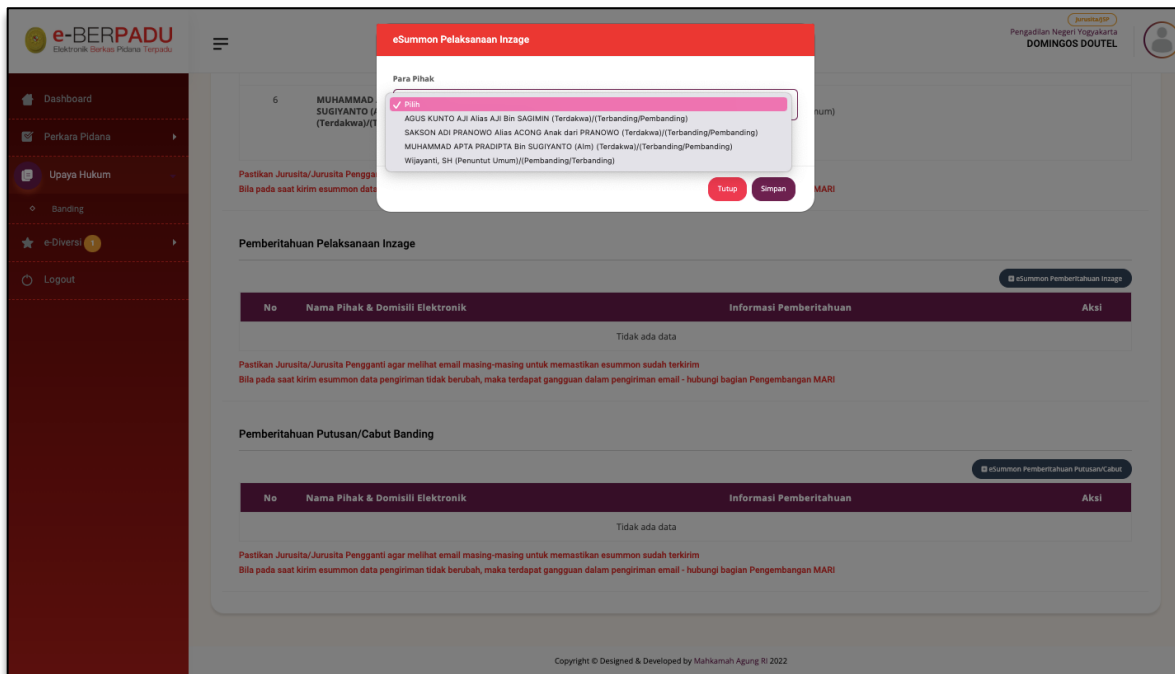 e-BERPADU
Elektronik Berkas Pidana Terpadu
Jurusita/JSP
Pengadilan Negeri Yogyakarta
DOMINGOS DOUTEL
Dashboard
Perkara Pidana
Upaya Hukum
Banding
e-Diversi 1
Logout
eSummon Pelaksanaan Inzage
Para Pihak
Pilih
AGUS KUNTO AJI Alias AJI Bin SAGIMIN (Terdakwa)/(Terbanding/Pembanding)
SAKSON ADI PRANOWO Alias ACONG Anak dari PRANOWO (Terdakwa)/(Terbanding/Pembanding)
MUHAMMAD APTA PRADIPTA Bin SUGIYANTO (Alm) (Terdakwa)/(Terbanding/Pembanding)
Wijayanti, SH (Penuntut Umum)/(Pembanding/Terbanding)
Tutup Simpan
6 MUHAMMAD
SUGIYANTO (
(Terdakwa)/(T
num)
Pastikan Jurusita/Jurusita Pengga
Bila pada saat kirim esummon data MARI
Pemberitahuan Pelaksanaan Inzage
eSummon Pemberitahuan Inzage
No Nama Pihak & Domisili Elektronik Informasi Pemberitahuan Aksi
Tidak ada data
Pastikan Jurusita/Jurusita Pengganti agar melihat email masing-masing untuk memastikan esummon sudah terkirim
Bila pada saat kirim esummon data pengiriman tidak berubah, maka terdapat gangguan dalam pengiriman email - hubungi bagian Pengembangan MARI
Pemberitahuan Putusan/Cabut Banding
eSummon Pemberitahuan Putusan/Cabut
No Nama Pihak & Domisili Elektronik Informasi Pemberitahuan Aksi
Tidak ada data
Pastikan Jurusita/Jurusita Pengganti agar melihat email masing-masing untuk memastikan esummon sudah terkirim
Bila pada saat kirim esummon data pengiriman tidak berubah, maka terdapat gangguan dalam pengiriman email - hubungi bagian Pengembangan MARI
Copyright © Designed & Developed by Mahkamah Agung RI 2022